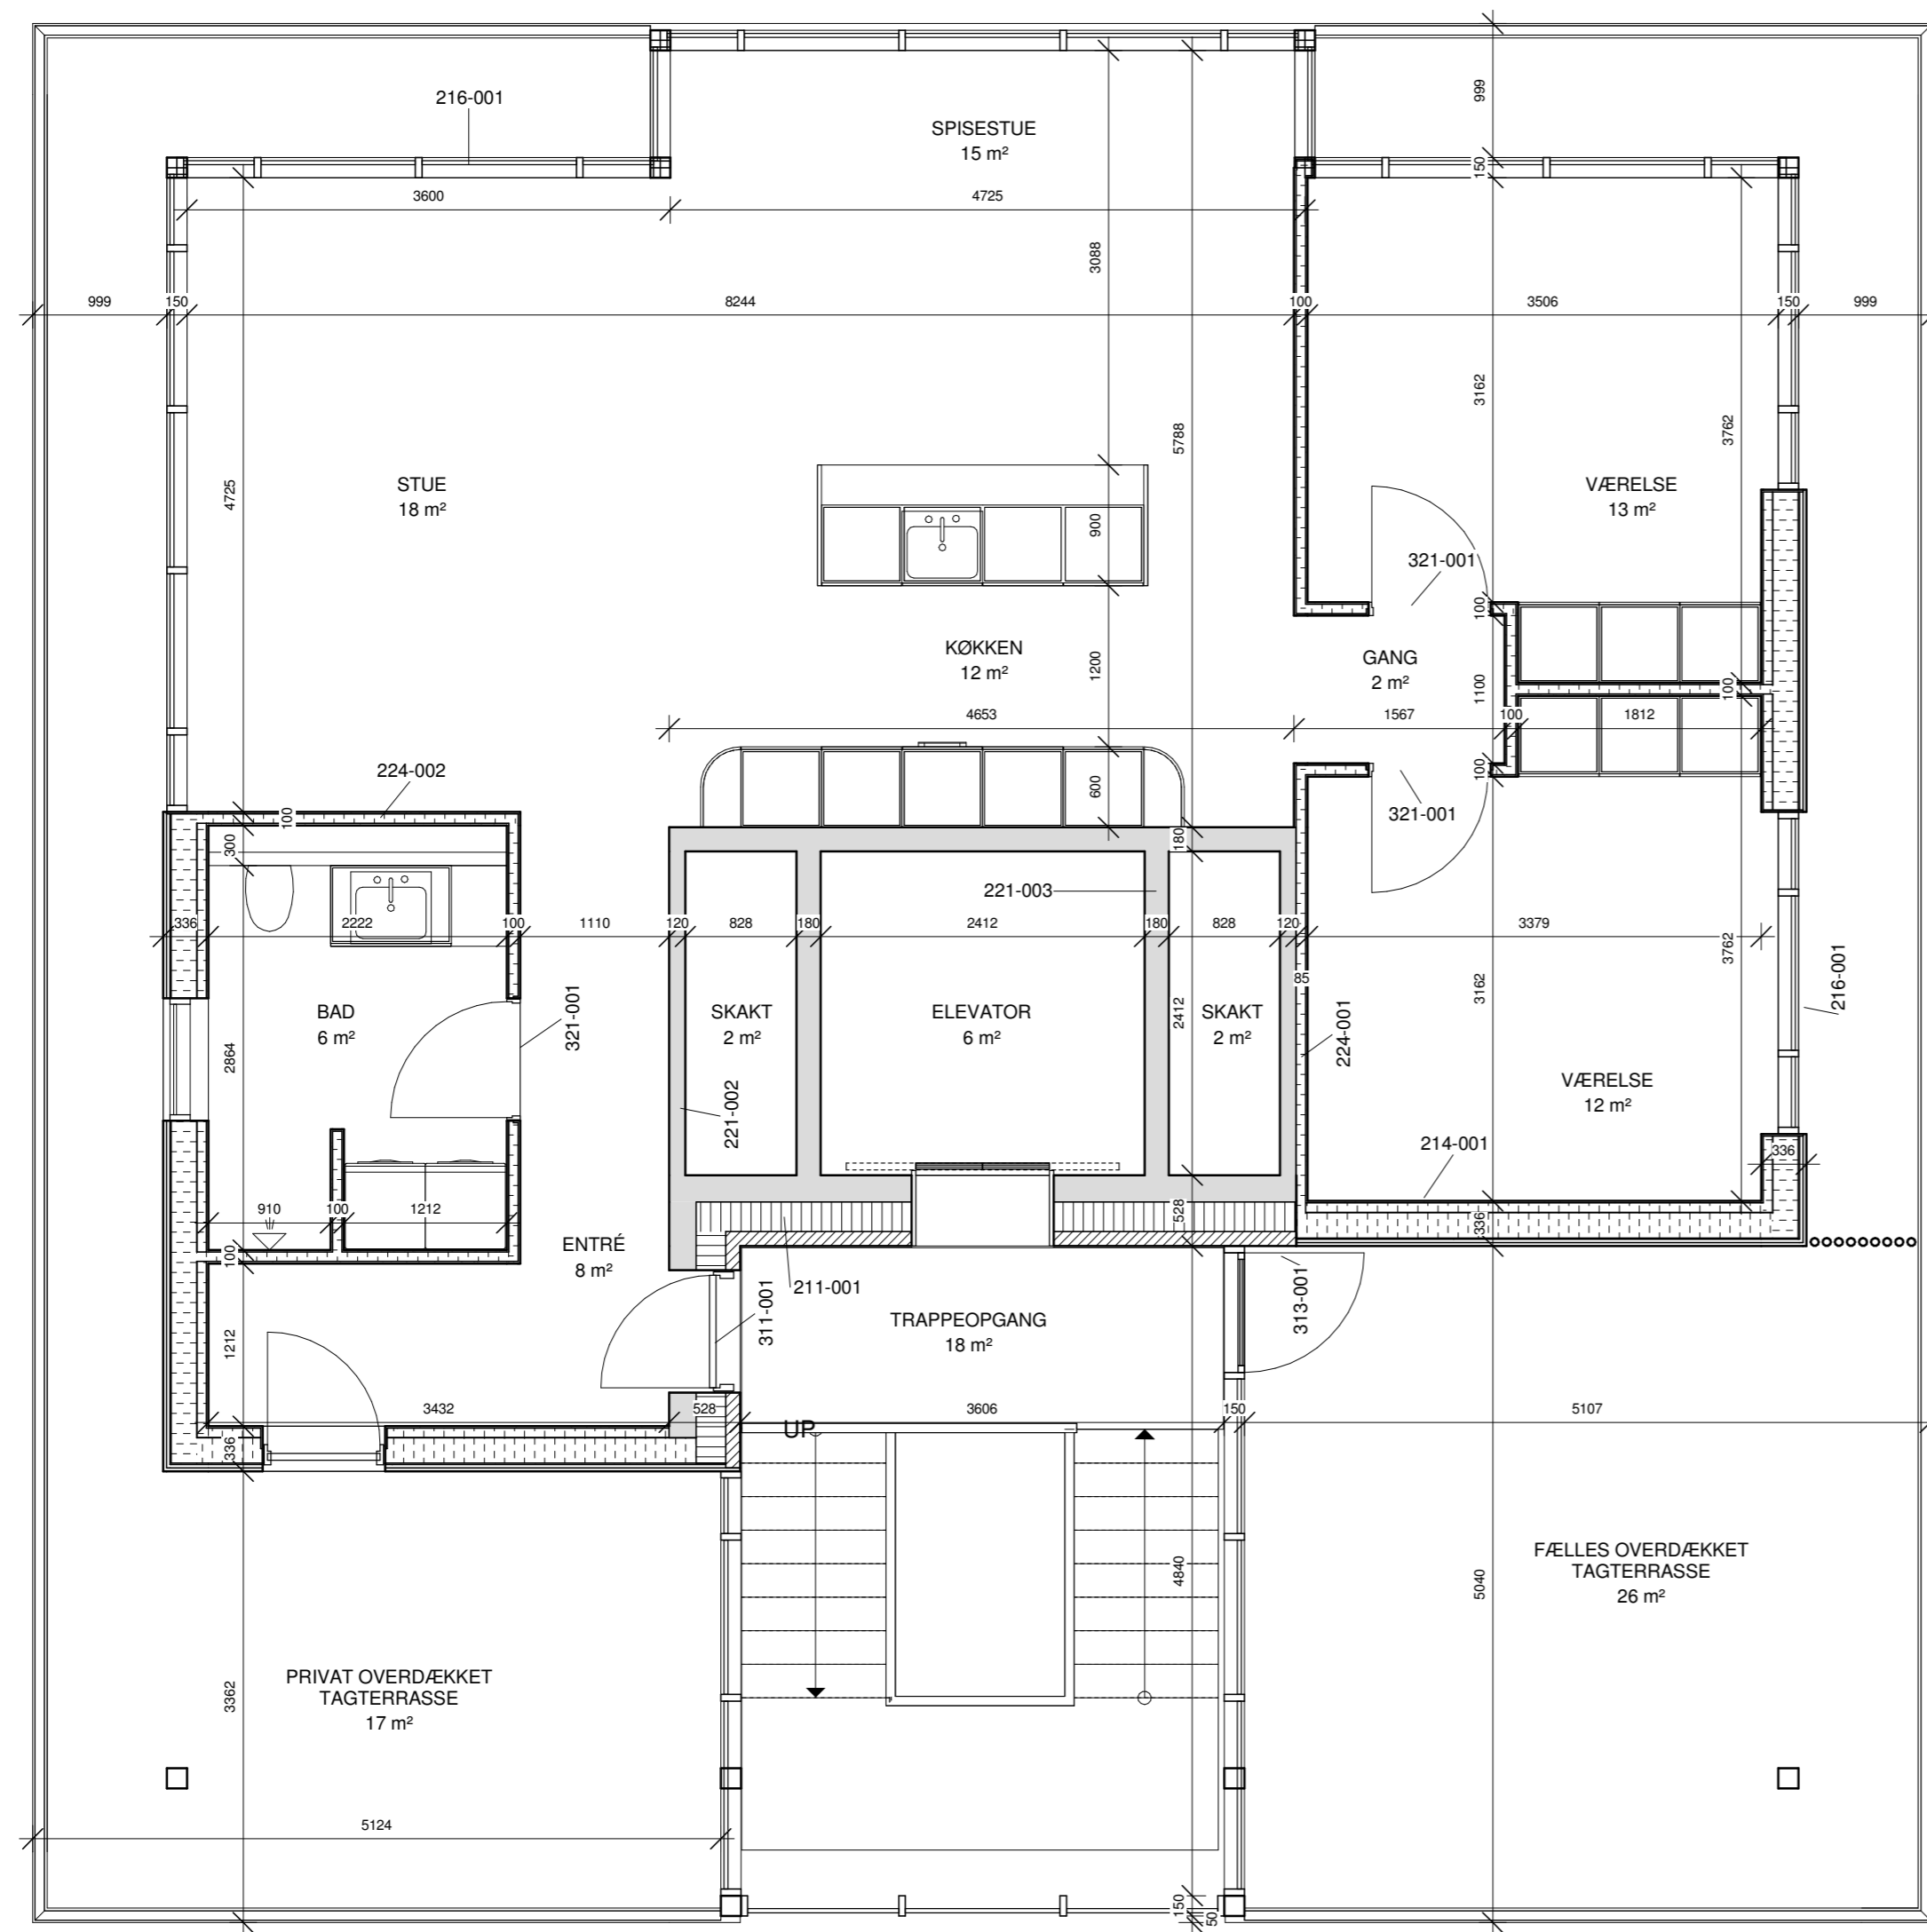 216-001
SPISESTUE
15 m²
999
150
3600
4725
3088
999
150
8244
100
3506
150
999
3162
3762
5788
4725
STUE
18 m²
900
VÆRELSE
13 m²
321-001
100
KØKKEN
12 m²
1200
GANG
2 m²
1100
100
4653
1567
100
1812
224-002
100
600
100
321-001
300
180
221-003
336
2222
100
1110
120
828
180
2412
180
828
120
3379
3762
85
216-001
3162
2412
BAD
6 m²
321-001
SKAKT
2 m²
ELEVATOR
6 m²
SKAKT
2 m²
224-001
2864
221-002
VÆRELSE
12 m²
214-001
336
910
100
1212
528
336
100
ENTRÉ
8 m²
211-001
311-001
313-001
TRAPPEOPGANG
18 m²
1212
3432
528
UP
3606
150
5107
336
4840
5040
FÆLLES OVERDÆKKET
TAGTERRASSE
26 m²
PRIVAT OVERDÆKKET
TAGTERRASSE
17 m²
3362
5124
150
50